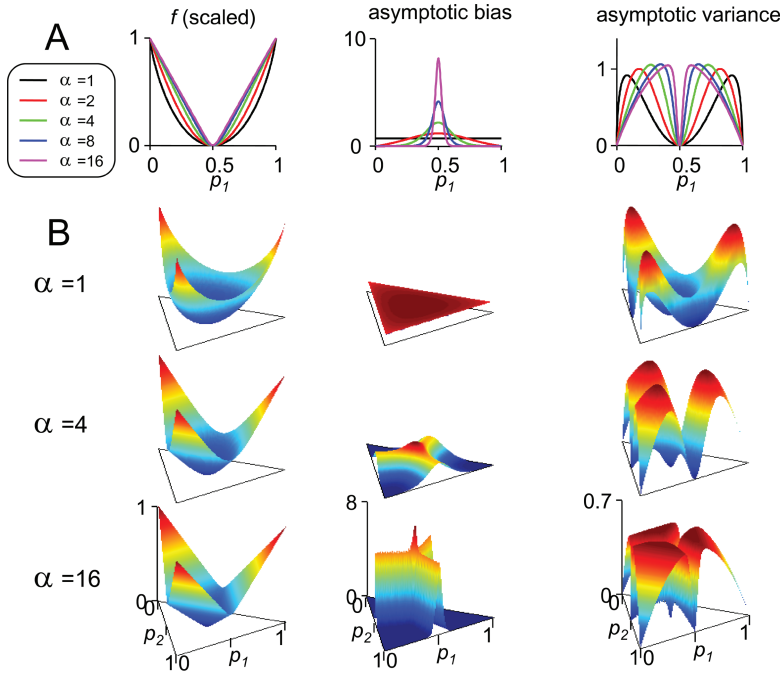 A
f (scaled)
asymptotic bias
asymptotic variance
α =1
α =2
α =4
α =8
α =16
1
0
0
0.5
1
p1
10
0
0
0.5
1
p1
1
0
0
0.5
1
p1
B
α =1
α =4
α =16
1
0
0
p2
1
0
p1
1
8
0
0
p2
1
0
p1
1
0.7
0
0
p2
1
0
p1
1